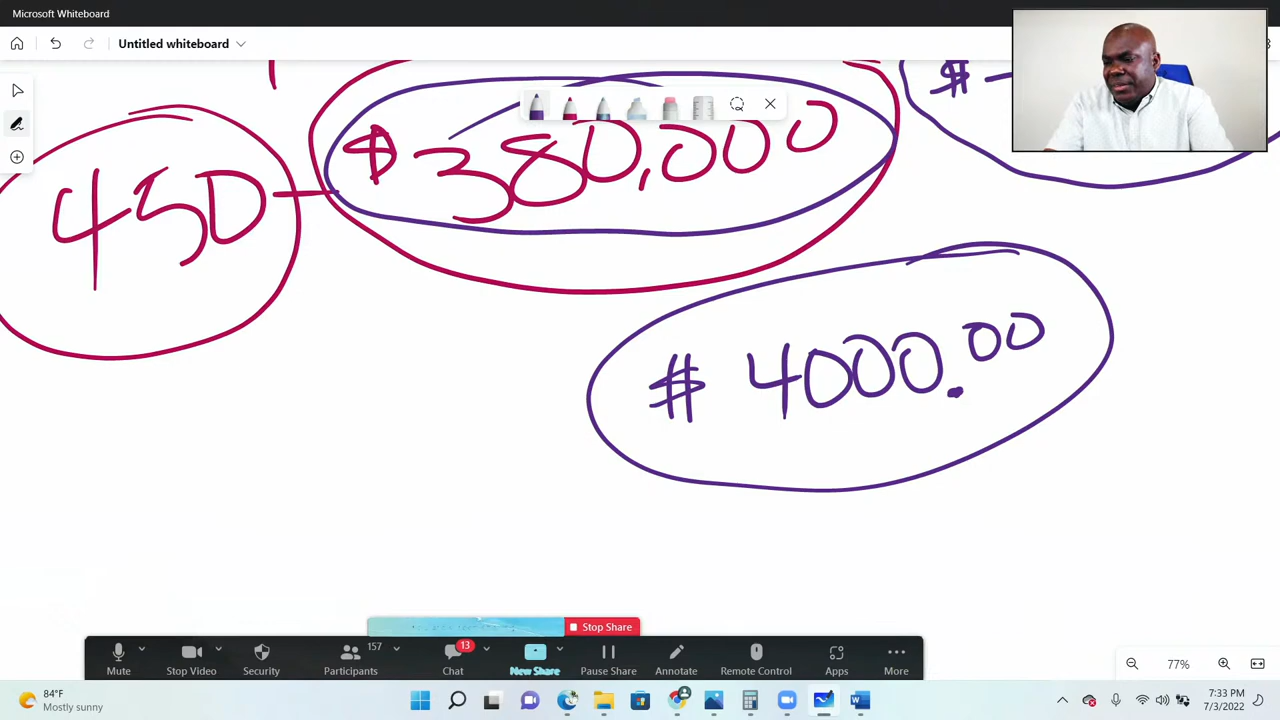 Microsoft Whiteboard
Untitled whiteboard
$
$380,000
450
$ 4000.00
Stop Share
157
13
Mute
Stop Video
Security
Participants
Chat
New Share
Pause Share
Annotate
Remote Control
Apps
More
77%
84°F
Mostly sunny
7:33 PM
7/3/2022